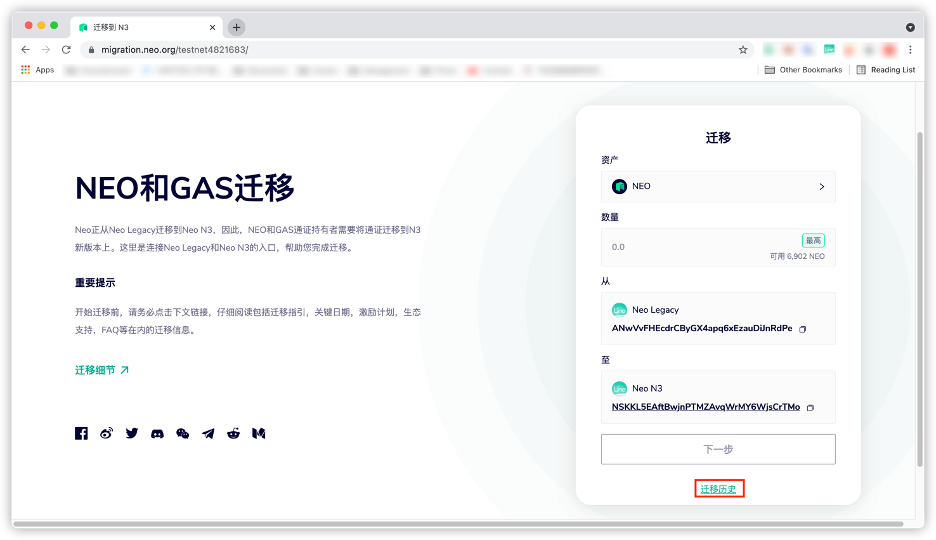 迁移到 N3
migration.neo.org/testnet4821683/
Apps
Other Bookmarks
Reading List
NEO和GAS迁移
Neo正从Neo Legacy迁移到Neo N3，因此，NEO和GAS通证持有者需要将通证迁移到N3
新版本上。这里是连接Neo Legacy和Neo N3的入口，帮助您完成迁移。
重要提示
开始迁移前，请务必点击下文链接，仔细阅读包括迁移指引，关键日期，激励计划，生态
支持，FAQ等在内的迁移信息。
迁移细节
迁移
资产
NEO
数量
0.0
最高
可用 6,902 NEO
从
Neo Legacy
ANwVvFHEcdrCByGX4apq6xEzauDiJnRdPe
至
Neo N3
NSKKL5EAftBwjnPTMZAvqWrMY6WjsCrTMo
下一步
迁移历史